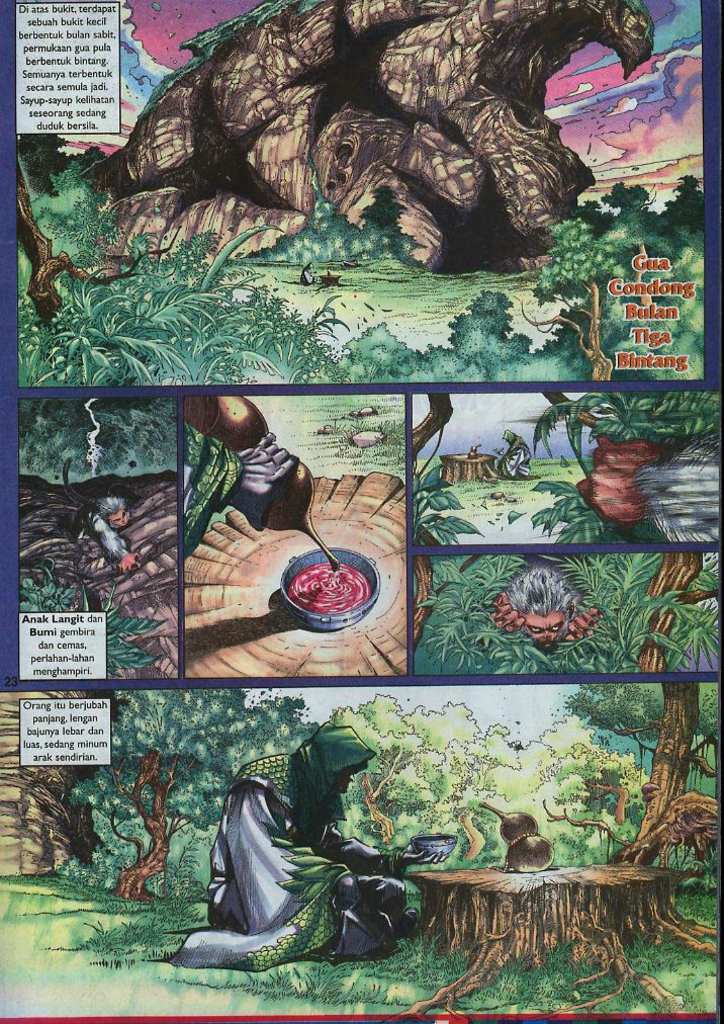 Di atas bukit, terdapat
sebuah bukit kecil
berbentuk bulan sabit,
permukaan gua pula
berbentuk bintang.
Semuanya terbentuk
secara semula jadi.
Sayup-sayup kelihatan
seseorang sedang
duduk bersila.
Gua
Condong
Bulan
Tiga
Bintang
Anak Langit dan
Bumi gembira
dan cemas,
perlahan-lahan
menghampiri.
23
Orang itu berjubah
panjang, lengan
bajunya lebar dan
luas, sedang minum
arak sendirian.